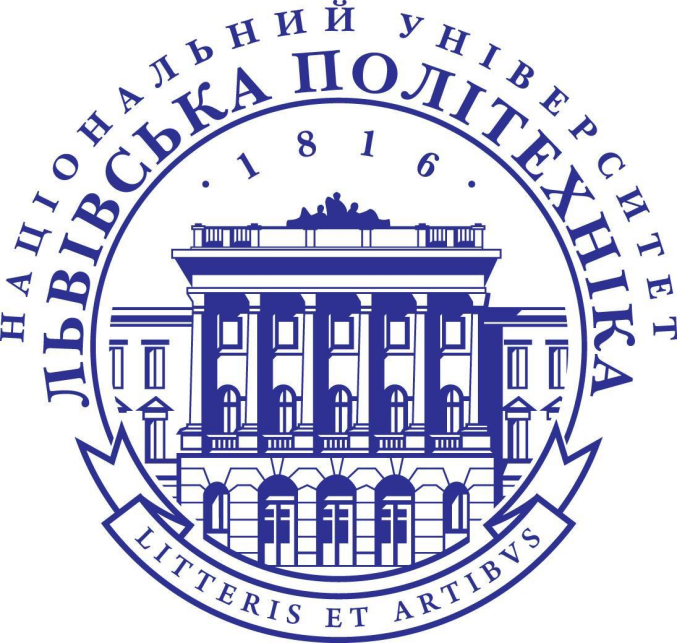 НАЦІОНАЛЬНИЙ УНІВЕРСИТЕТ
ЛЬВІВСЬКА ПОЛІТЕХНІКА
· 1816 ·
LITTERIS ET ARTIBVS